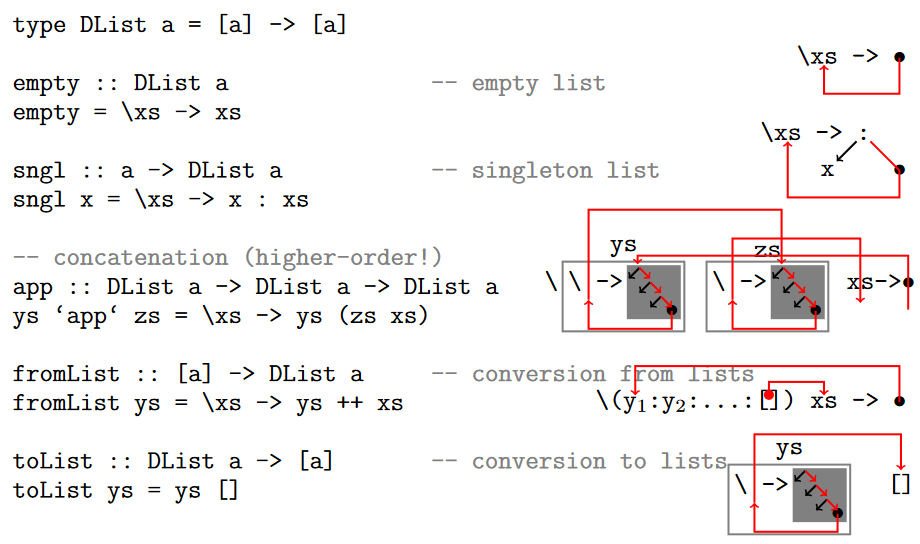 type DList a = [a] -> [a]
\xs ->
empty :: DList a -- empty list
empty = \xs -> xs
\xs -> :
x
sngl :: a -> DList a -- singleton list
sngl x = \xs -> x : xs
ys zs
-- concatenation (higher-order!)
app :: DList a -> DList a -> DList a
\ \ -> \ -> xs->
ys ‘app‘ zs = \xs -> ys (zs xs)
fromList :: [a] -> DList a -- conversion from lists
fromList ys = \xs -> ys ++ xs
\(y₁:y₂:...:[]) xs ->
ys
toList :: DList a -> [a] -- conversion to lists
toList ys = ys []
\ -> []